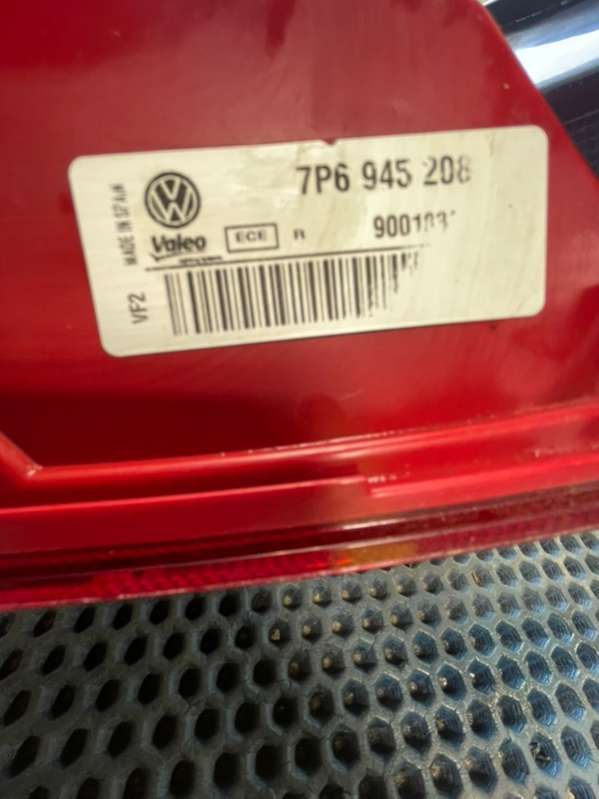 7P6 945 208
MADE IN SPAIN
Valeo
ECE R
VF2